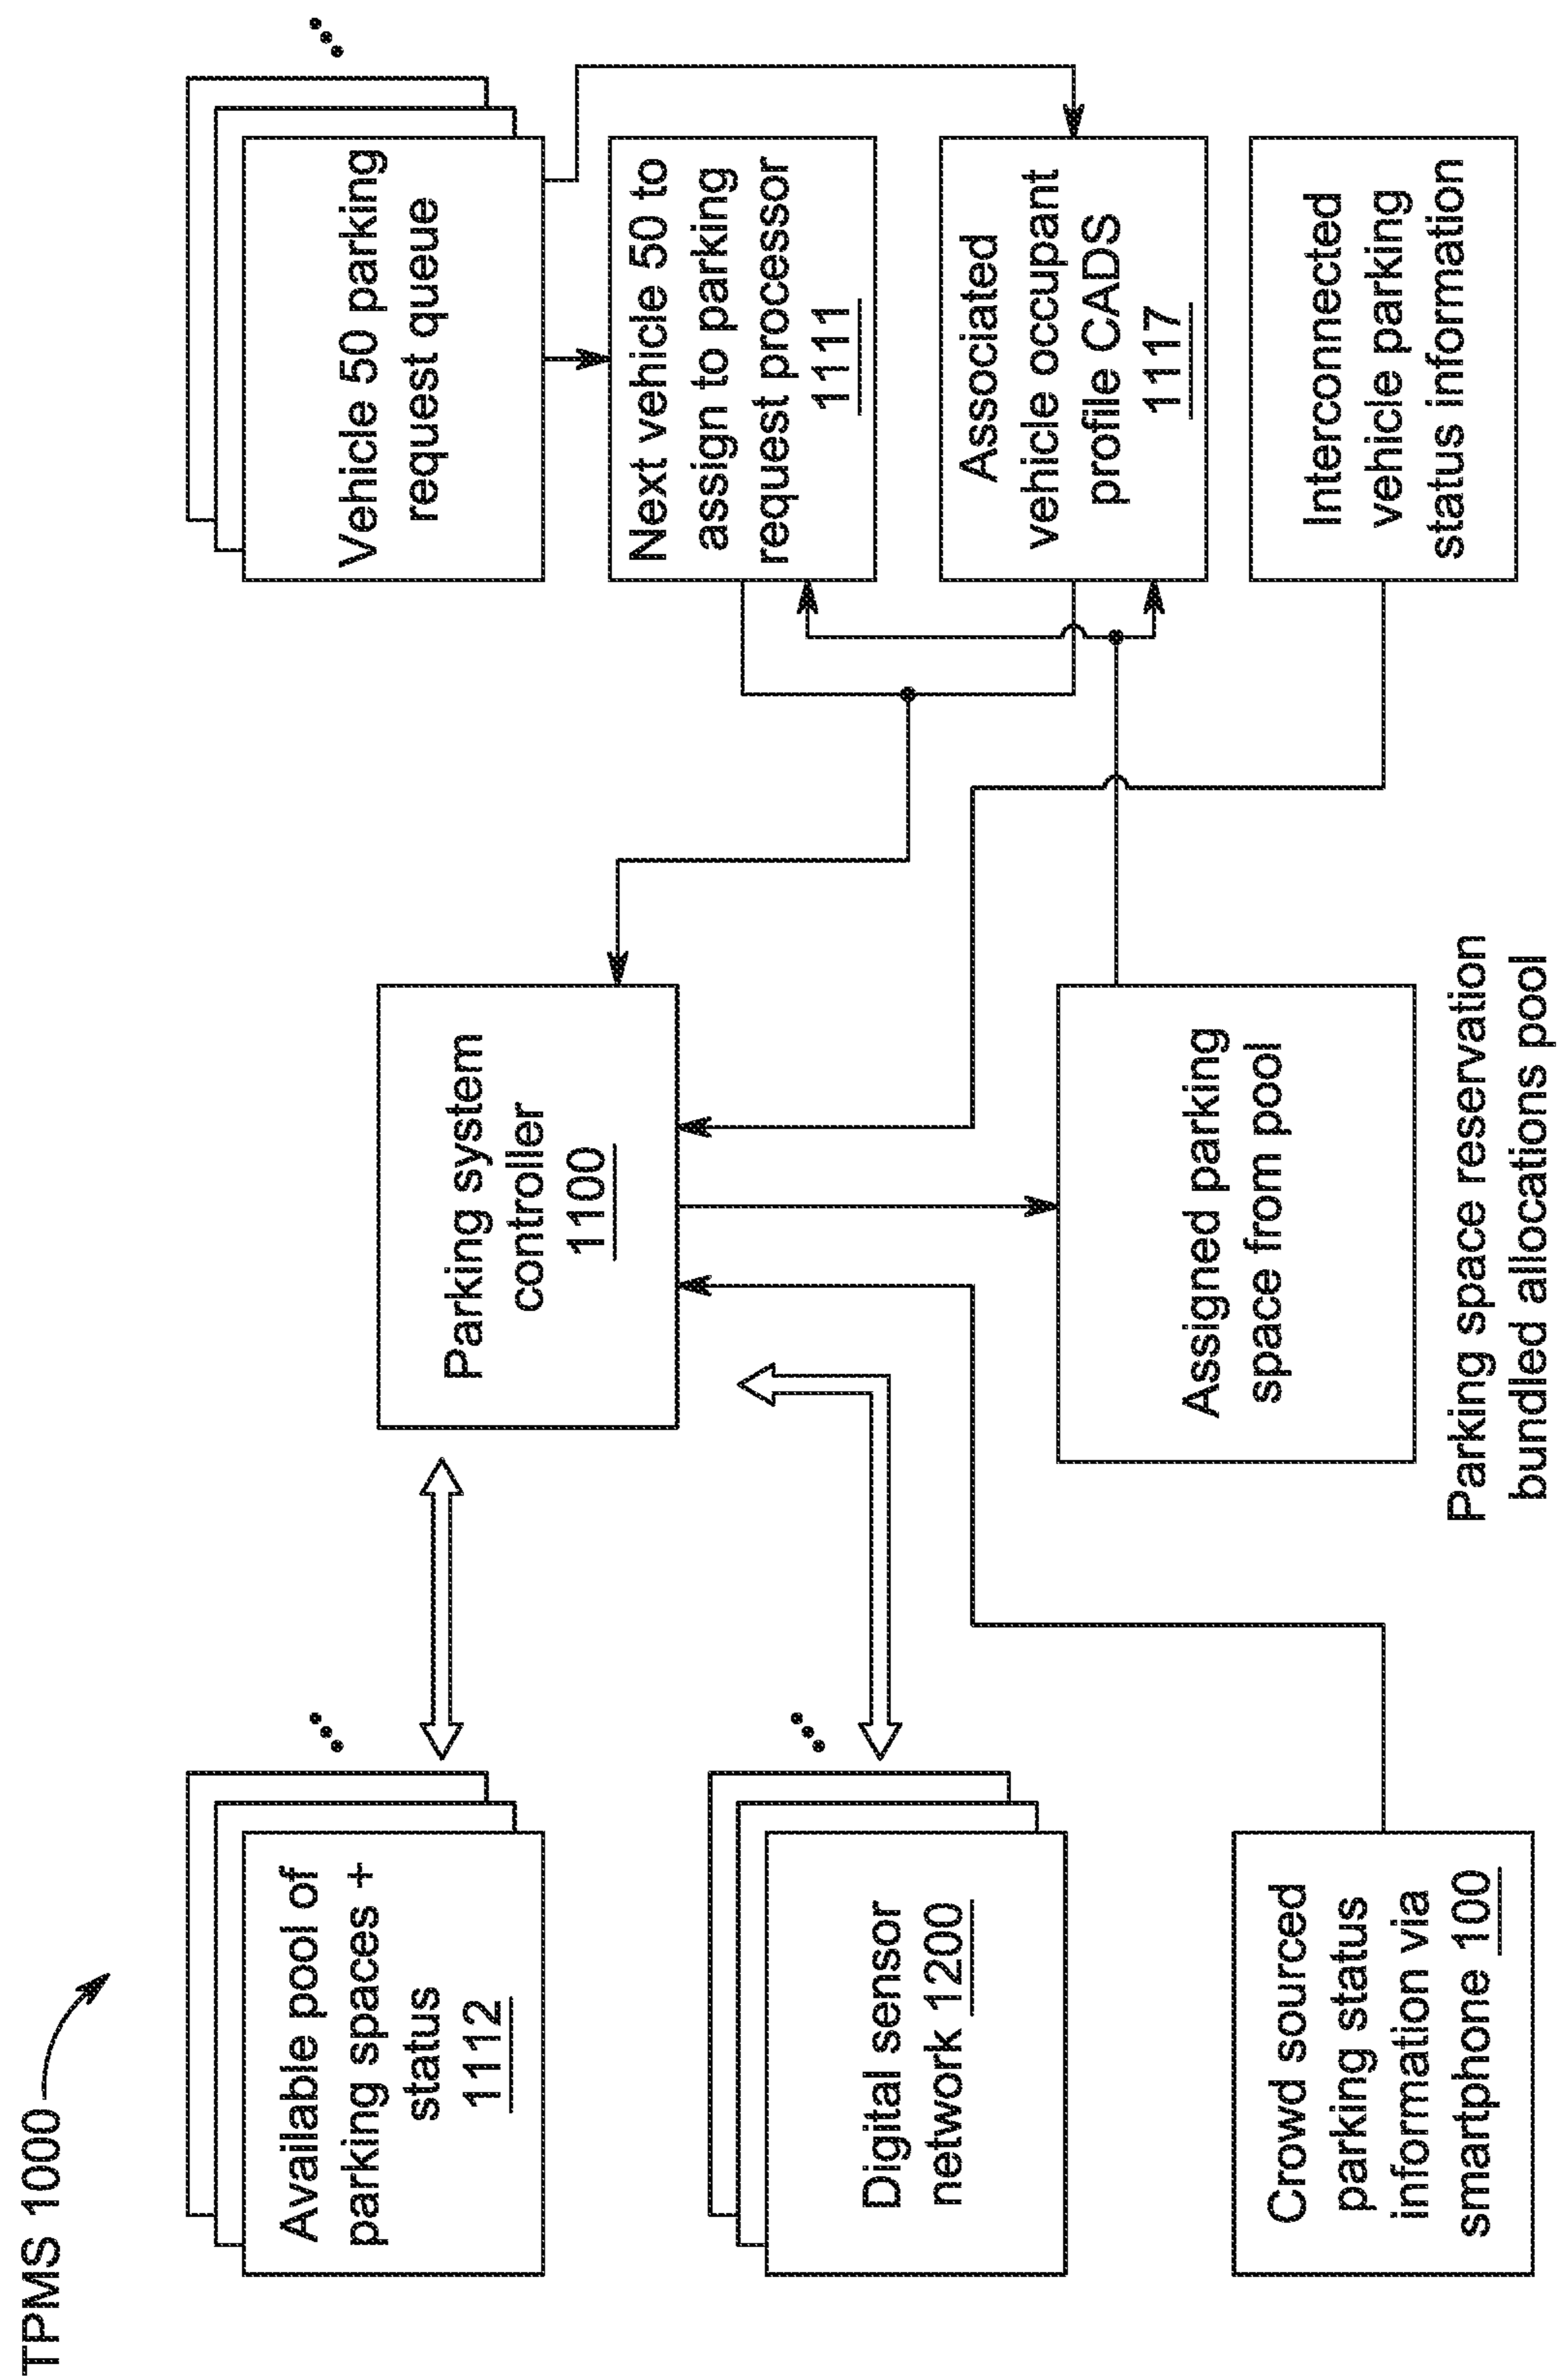 TPMS 1000
Available pool of
parking spaces +
status
1112
Digital sensor
network 1200
Crowd sourced
parking status
information via
smartphone 100
Parking system
controller
1100
Assigned parking
space from pool
Parking space reservation
bundled allocations pool
Vehicle 50 parking
request queue
Next vehicle 50 to
assign to parking
request processor
1111
Associated
vehicle occupant
profile CADS
1117
Interconnected
vehicle parking
status information